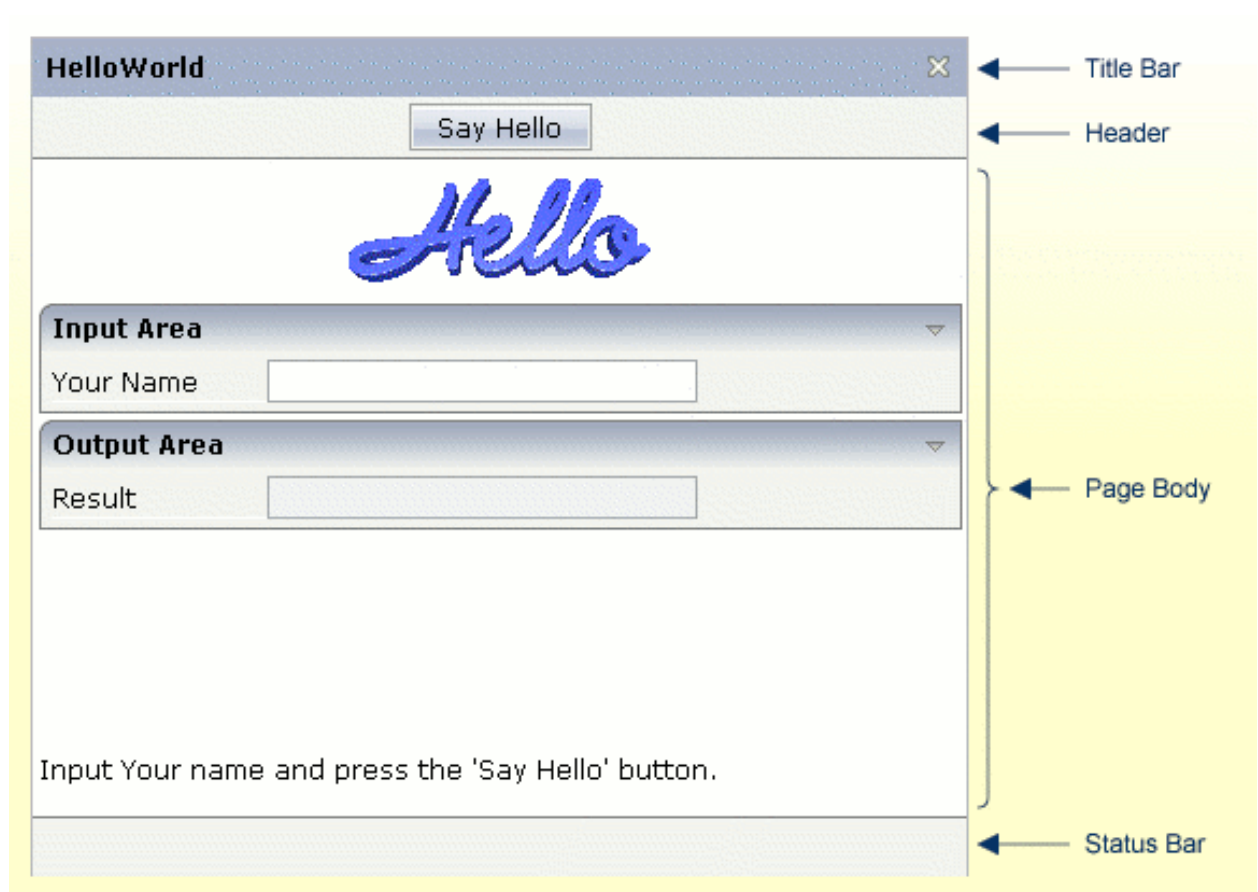 HelloWorld
Title Bar
Say Hello
Header
Hello
Input Area
Your Name
Output Area
Result
Page Body
Input Your name and press the 'Say Hello' button.
Status Bar